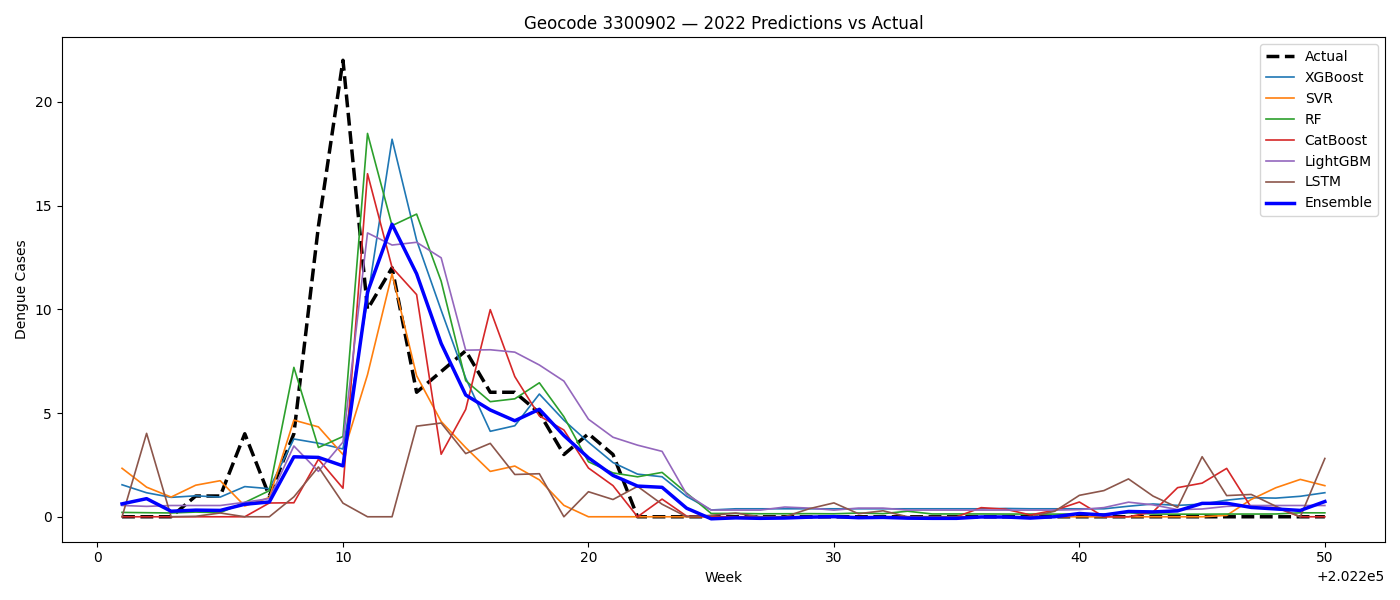 Geocode 3300902 — 2022 Predictions vs Actual
Dengue Cases
20
15
10
5
0
Actual
XGBoost
SVR
RF
CatBoost
LightGBM
LSTM
Ensemble
0 10 20 30 40 50
Week
+2.022e5